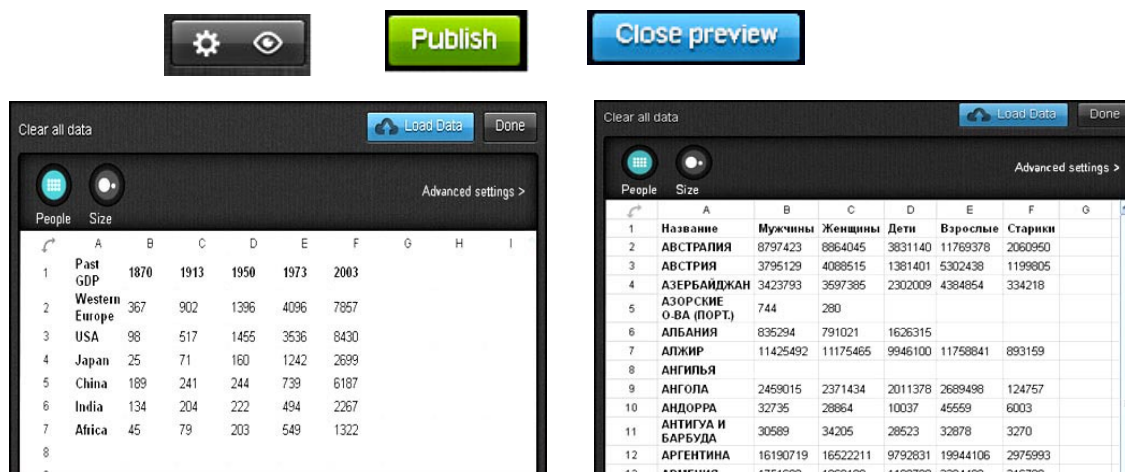 Publish
Close preview
Clear all data Load Data Done
People Size Advanced settings >
A B C D E F G H I
1 Past GDP 1870 1913 1950 1973 2003
2 Western Europe 367 902 1396 4096 7857
3 USA 98 517 1455 3536 8430
4 Japan 25 71 160 1242 2699
5 China 189 241 244 739 6187
6 India 134 204 222 494 2267
7 Africa 45 79 203 549 1322
8
Clear all data Load Data Done
People Size Advanced settings >
A B C D E F G
1 Название Мужчины Женщины Дети Взрослые Старики
2 АВСТРАЛИЯ 8797423 8864045 3831140 11769378 2060950
3 АВСТРИЯ 3795129 4088515 1381401 5302438 1199805
4 АЗЕРБАЙДЖАН 3423793 3597385 2302009 4384854 334218
5 АЗОРСКИЕ О-ВА (ПОРТ.) 744 280
6 АЛБАНИЯ 835294 791021 1626315
7 АЛЖИР 11425492 11175465 9946100 11758841 893159
8 АНГИЛЬЯ
9 АНГОЛА 2459015 2371434 2011378 2689498 124757
10 АНДОРРА 32735 28864 10037 45559 6003
11 АНТИГУА И БАРБУДА 30589 34205 28523 32878 3270
12 АРГЕНТИНА 16190719 16522211 9792831 19944106 2975993